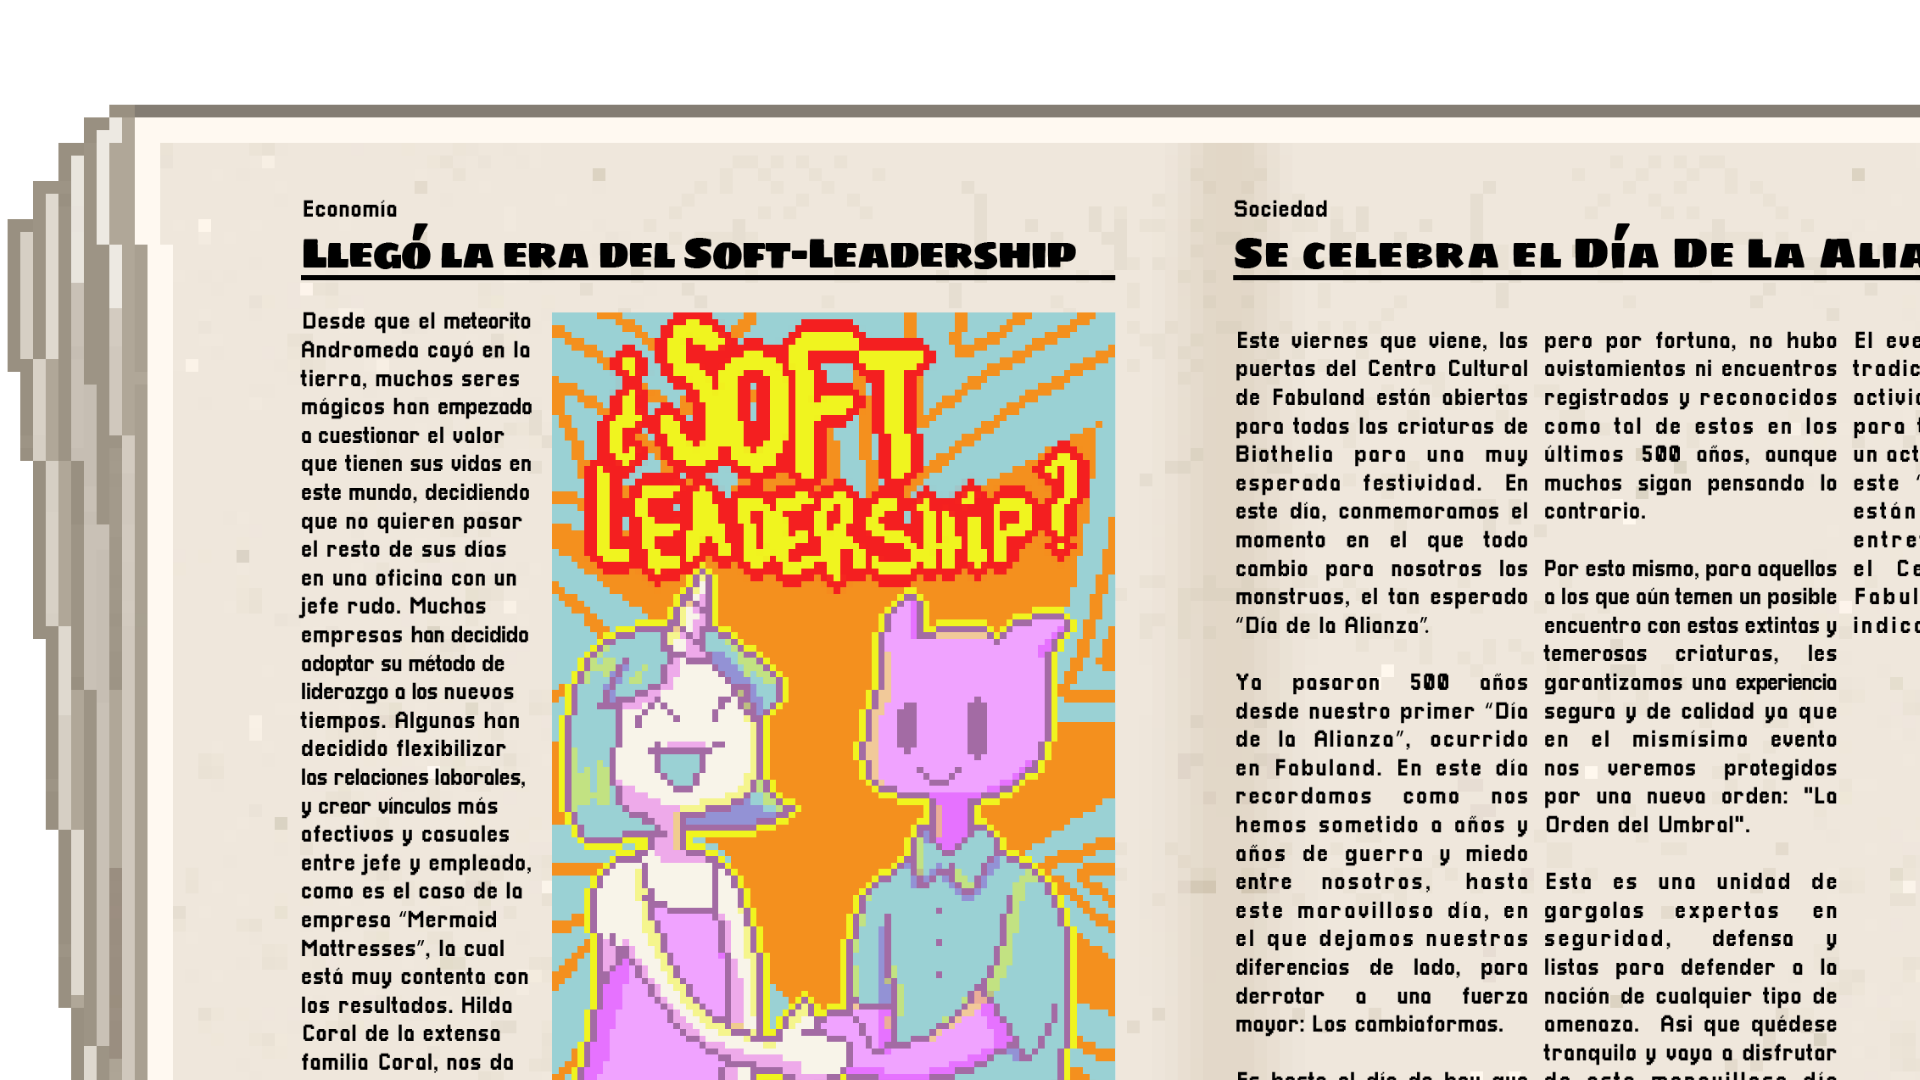 Economía
Llegó la era del Soft-Leadership
Desde que el meteorito
Andromeda cayó en la
tierra, muchos seres
mágicos han empezado
a cuestionar el valor
que tienen sus vidas en
este mundo, decidiendo
que no quieren pasar
el resto de sus días
en una oficina con un
jefe rudo. Muchas
empresas han decidido
adoptar su método de
liderazgo a los nuevos
tiempos. Algunas han
decidido flexibilizar
las relaciones laborales,
y crear vínculos más
afectivos y casuales
entre jefe y empleado,
como es el caso de la
empresa “Mermaid
Mattresses”, la cual
está muy contenta con
los resultados. Hilda
Coral de la extensa
familia Coral, nos da
¿SOFT
LEADERSHIP?
Sociedad
Se celebra el Día De La Alia
Este viernes que viene, las
puertas del Centro Cultural
de Fabuland están abiertas
para todas las criaturas de
Biathelia para una muy
esperada festividad. En
este día, conmemoramos el
momento en el que todo
cambio para nosotros los
monstruos, el tan esperado
“Día de la Alianza”.
Ya pasaron 500 años
desde nuestro primer “Día
de la Alianza”, ocurrido
en Fabuland. En este día
recordamos como nos
hemos sometido a años y
años de guerra y miedo
entre nosotros, hasta
este maravilloso día, en
el que dejamos nuestras
diferencias de lado, para
derrotar a una fuerza
mayor: Los cambiaformas.
Es hasta el día de hoy que
pero por fortuna, no hubo
avistamientos ni encuentros
registrados y reconocidos
como tal de estos en los
últimos 500 años, aunque
muchos sigan pensando lo
contrario.
Por esto mismo, para aquellos
a los que aún temen un posible
encuentro con estas extintas y
temerosas criaturas, les
garantizamos una experiencia
segura y de calidad ya que
en el mismísimo evento
nos veremos protegidos
por una nueva orden: "La
Orden del Umbral".
Esta es una unidad de
gargolas expertas en
seguridad, defensa y
listas para defender a la
nación de cualquier tipo de
amenaza. Asi que quédese
tranquilo y vaya a disfrutar
de este maravilloso día
El eve
tradic
activid
para t
un act
este “
están
entre
el Ce
Fabul
indica